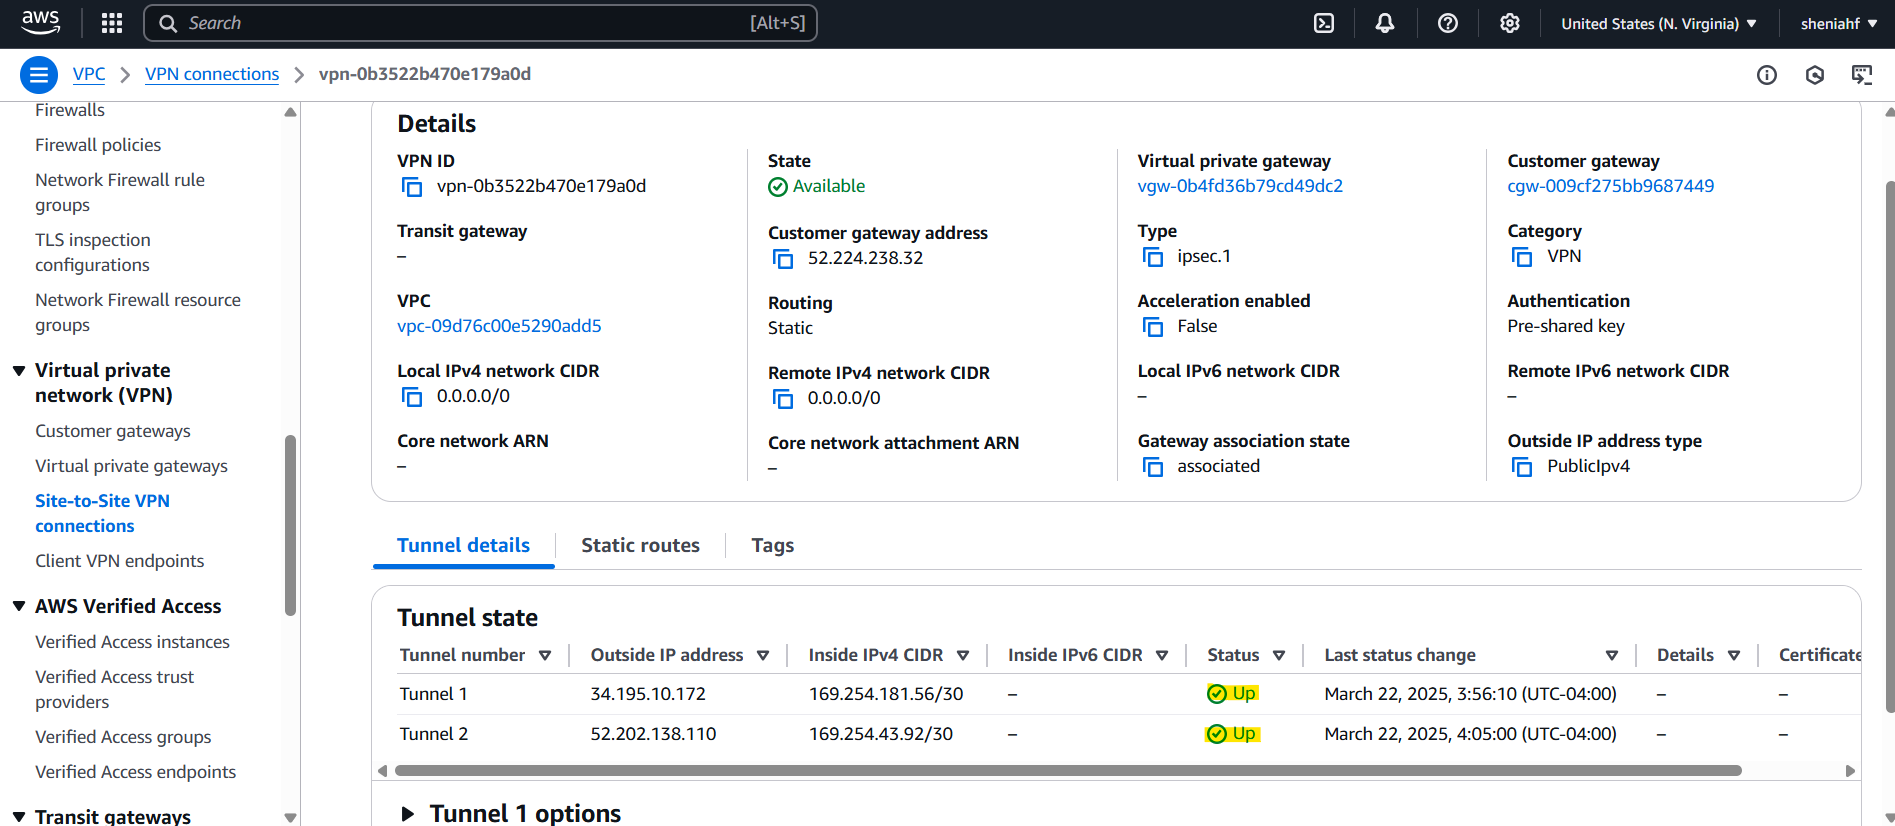 aws
Search
[Alt+S]
United States (N. Virginia)
sheniahf
VPC
VPN connections
vpn-0b3522b470e179a0d
Firewalls
Firewall policies
Network Firewall rule
groups
TLS inspection
configurations
Network Firewall resource
groups
Virtual private
network (VPN)
Customer gateways
Virtual private gateways
Site-to-Site VPN
connections
Client VPN endpoints
AWS Verified Access
Verified Access instances
Verified Access trust
providers
Verified Access groups
Verified Access endpoints
Transit gateways
Details
VPN ID
vpn-0b3522b470e179a0d
State
Available
Virtual private gateway
vgw-0b4fd36b79cd49dc2
Customer gateway
cgw-009cf275bb9687449
Transit gateway
–
Customer gateway address
52.224.238.32
Type
ipsec.1
Category
VPN
VPC
vpc-09d76c00e5290add5
Routing
Static
Acceleration enabled
False
Authentication
Pre-shared key
Local IPv4 network CIDR
0.0.0.0/0
Remote IPv4 network CIDR
0.0.0.0/0
Local IPv6 network CIDR
–
Remote IPv6 network CIDR
–
Core network ARN
–
Core network attachment ARN
–
Gateway association state
associated
Outside IP address type
PublicIpv4
Tunnel details
Static routes
Tags
Tunnel state
Tunnel number Outside IP address Inside IPv4 CIDR Inside IPv6 CIDR Status Last status change Details Certificate
Tunnel 1 34.195.10.172 169.254.181.56/30 – Up March 22, 2025, 3:56:10 (UTC-04:00) – –
Tunnel 2 52.202.138.110 169.254.43.92/30 – Up March 22, 2025, 4:05:00 (UTC-04:00) – –
Tunnel 1 options